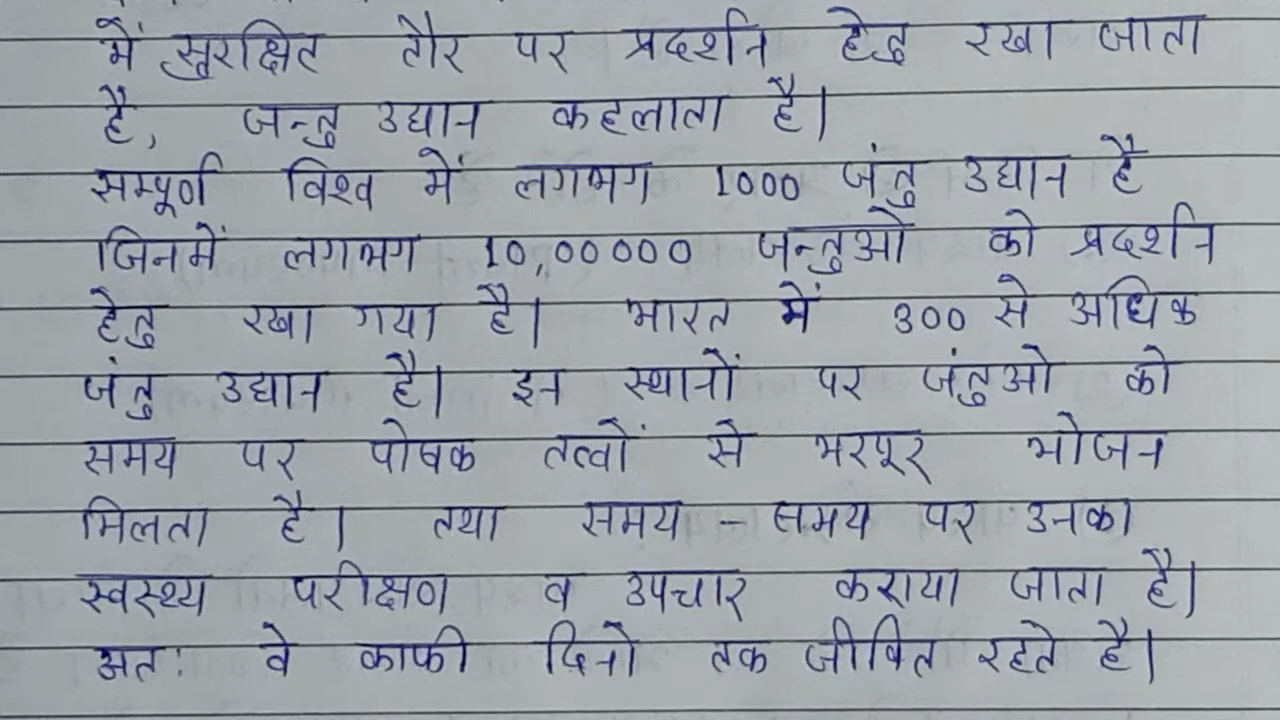 में सुरक्षित तौर पर प्रदर्शन हेतु रखा जाता
है, जन्तु उद्यान कहलाता है।
सम्पूर्ण विश्व में लगभग 1000 जंतु उद्यान है
जिनमें लगभग 10,00000 जन्तुओं को प्रदर्शन
हेतु रखा गया है। भारत में 300 से अधिक
जंतु उद्यान है। इन स्थानों पर जंतुओ को
समय पर पोषक तत्वों से भरपूर भोजन
मिलता है। तथा समय - समय पर उनका
स्वस्थ्य परीक्षण व उपचार कराया जाता है।
अतः वे काफी दिनो तक जीवित रहते है।